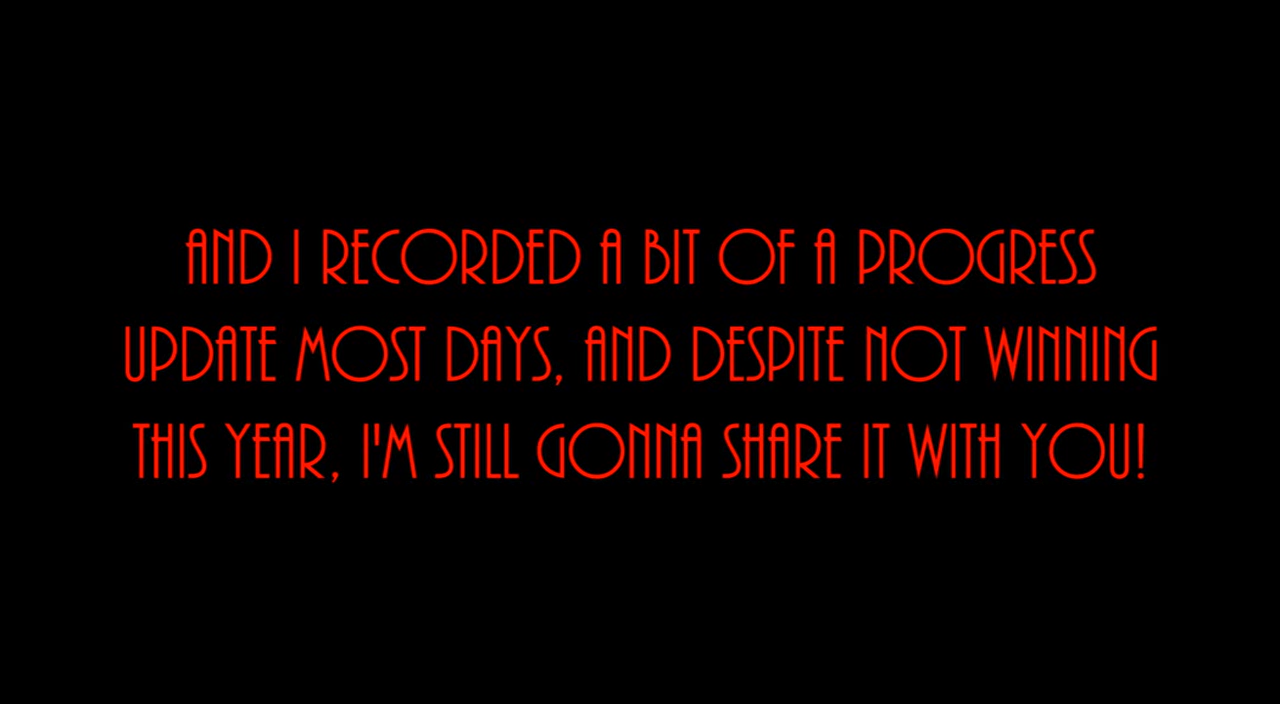 AND I RECORDED A BIT OF A PROGRESS
UPDATE MOST DAYS, AND DESPITE NOT WINNING
THIS YEAR, I'M STILL GONNA SHARE IT WITH YOU!